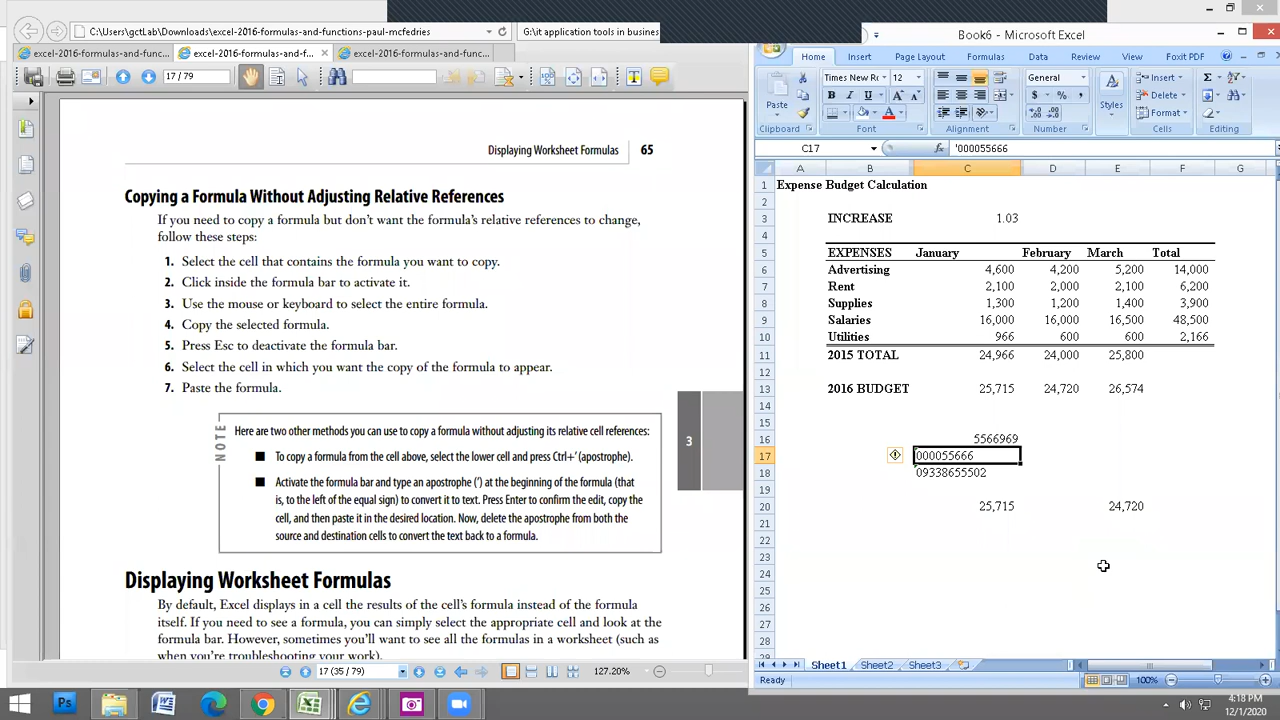 C:\Users\gctLab\Downloads\excel-2016-formulas-and-functions-paul-mcfedries
G:\it application tools in busines
excel-2016-formulas-and-func...
excel-2016-formulas-and-f...
excel-2016-formulas-and-func...
17 / 79
Displaying Worksheet Formulas 65
Copying a Formula Without Adjusting Relative References
If you need to copy a formula but don't want the formula's relative references to change,
follow these steps:
1. Select the cell that contains the formula you want to copy.
2. Click inside the formula bar to activate it.
3. Use the mouse or keyboard to select the entire formula.
4. Copy the selected formula.
5. Press Esc to deactivate the formula bar.
6. Select the cell in which you want the copy of the formula to appear.
7. Paste the formula.
3
NOTE
Here are two other methods you can use to copy a formula without adjusting its relative cell references:
■ To copy a formula from the cell above, select the lower cell and press Ctrl+' (apostrophe).
■ Activate the formula bar and type an apostrophe (') at the beginning of the formula (that
is, to the left of the equal sign) to convert it to text. Press Enter to confirm the edit, copy the
cell, and then paste it in the desired location. Now, delete the apostrophe from both the
source and destination cells to convert the text back to a formula.
Displaying Worksheet Formulas
By default, Excel displays in a cell the results of the cell's formula instead of the formula
itself. If you need to see a formula, you can simply select the appropriate cell and look at the
formula bar. However, sometimes you'll want to see all the formulas in a worksheet (such as
when you're troubleshooting your work).
17 (35 / 79)
127.20%
Book6 - Microsoft Excel
Home Insert Page Layout Formulas Data Review View Foxit PDF
Paste
Clipboard
Times New Ro
12
Font
Alignment
General
Number
Styles
Insert
Delete
Format
Cells
Editing
C17
'000055666
A B C D E F G
1 Expense Budget Calculation
2
3 INCREASE 1.03
4
5 EXPENSES January February March Total
6 Advertising 4,600 4,200 5,200 14,000
7 Rent 2,100 2,000 2,100 6,200
8 Supplies 1,300 1,200 1,400 3,900
9 Salaries 16,000 16,000 16,500 48,500
10 Utilities 966 600 600 2,166
11 2015 TOTAL 24,966 24,000 25,800
12
13 2016 BUDGET 25,715 24,720 26,574
14
15
16 5566969
17 000055666
18 09338655502
19
20 25,715 24,720
21
22
23
24
25
26
27
28
Sheet1 Sheet2 Sheet3
Ready
100%
4:18 PM
12/1/2020